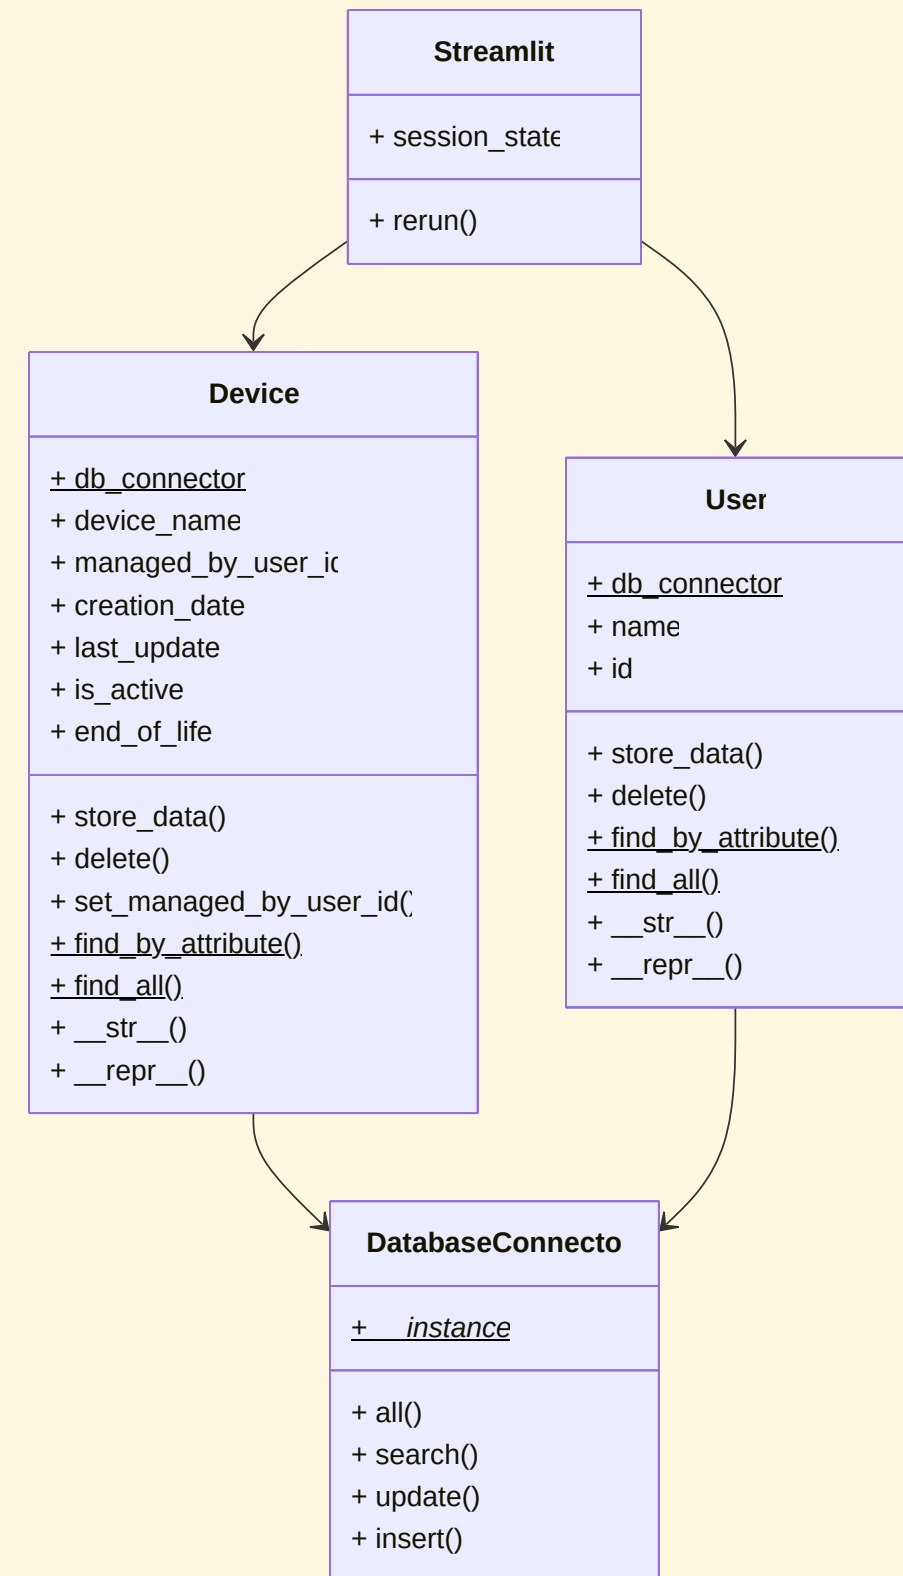 Streamlit
+ session_state
+ rerun()
Device
+ db_connector
+ device_name
+ managed_by_user_id
+ creation_date
+ last_update
+ is_active
+ end_of_life
+ store_data()
+ delete()
+ set_managed_by_user_id()
+ find_by_attribute()
+ find_all()
+ __str__()
+ __repr__()
User
+ db_connector
+ name
+ id
+ store_data()
+ delete()
+ find_by_attribute()
+ find_all()
+ __str__()
+ __repr__()
DatabaseConnecto
+ __instance
+ all()
+ search()
+ update()
+ insert()